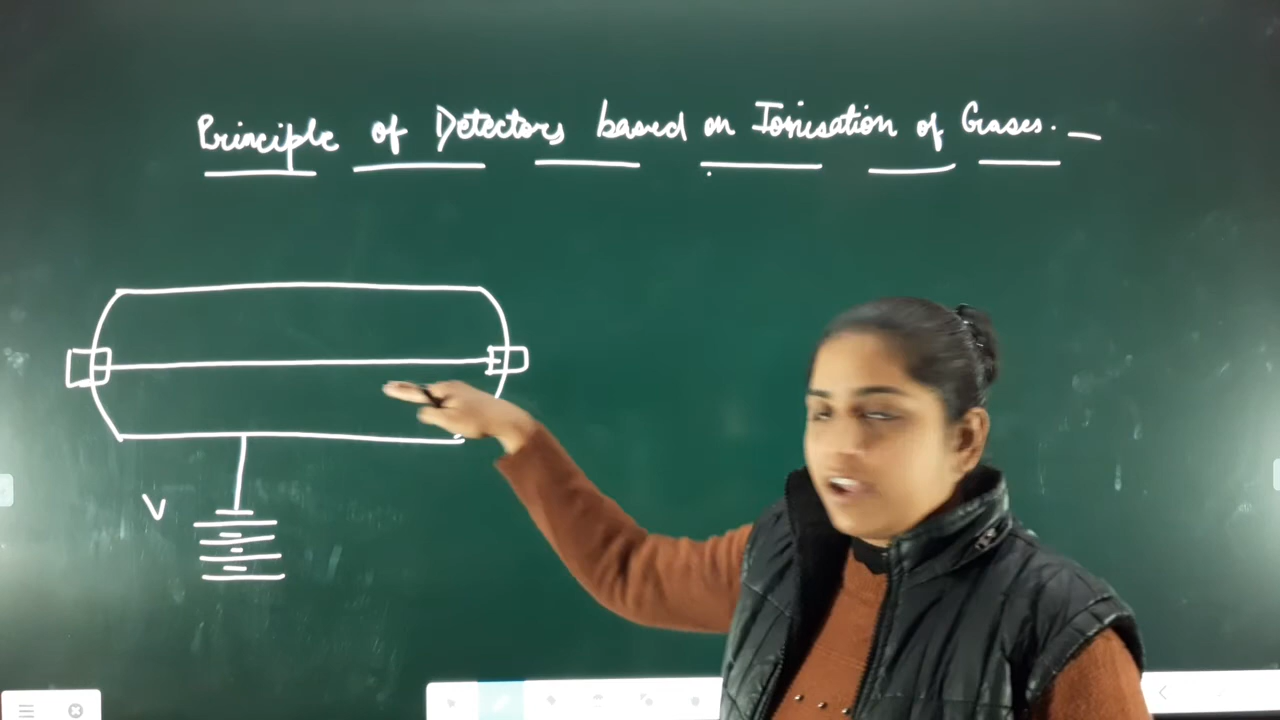 Principle of Detectors based on Ionisation of Gases. _
V